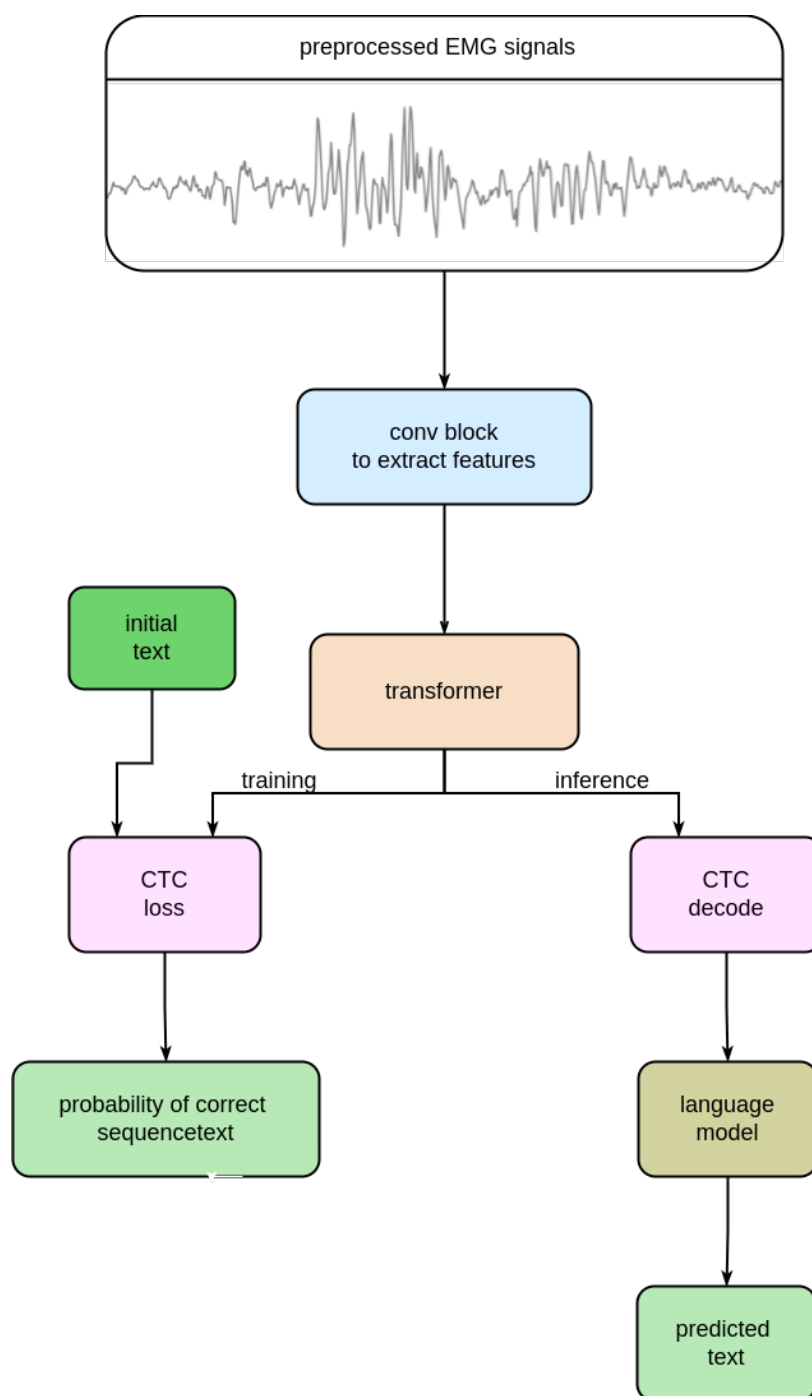 preprocessed EMG signals
conv block
to extract features
initial
text
transformer
training
inference
CTC
loss
CTC
decode
probability of correct
sequencetext
language
model
predicted
text